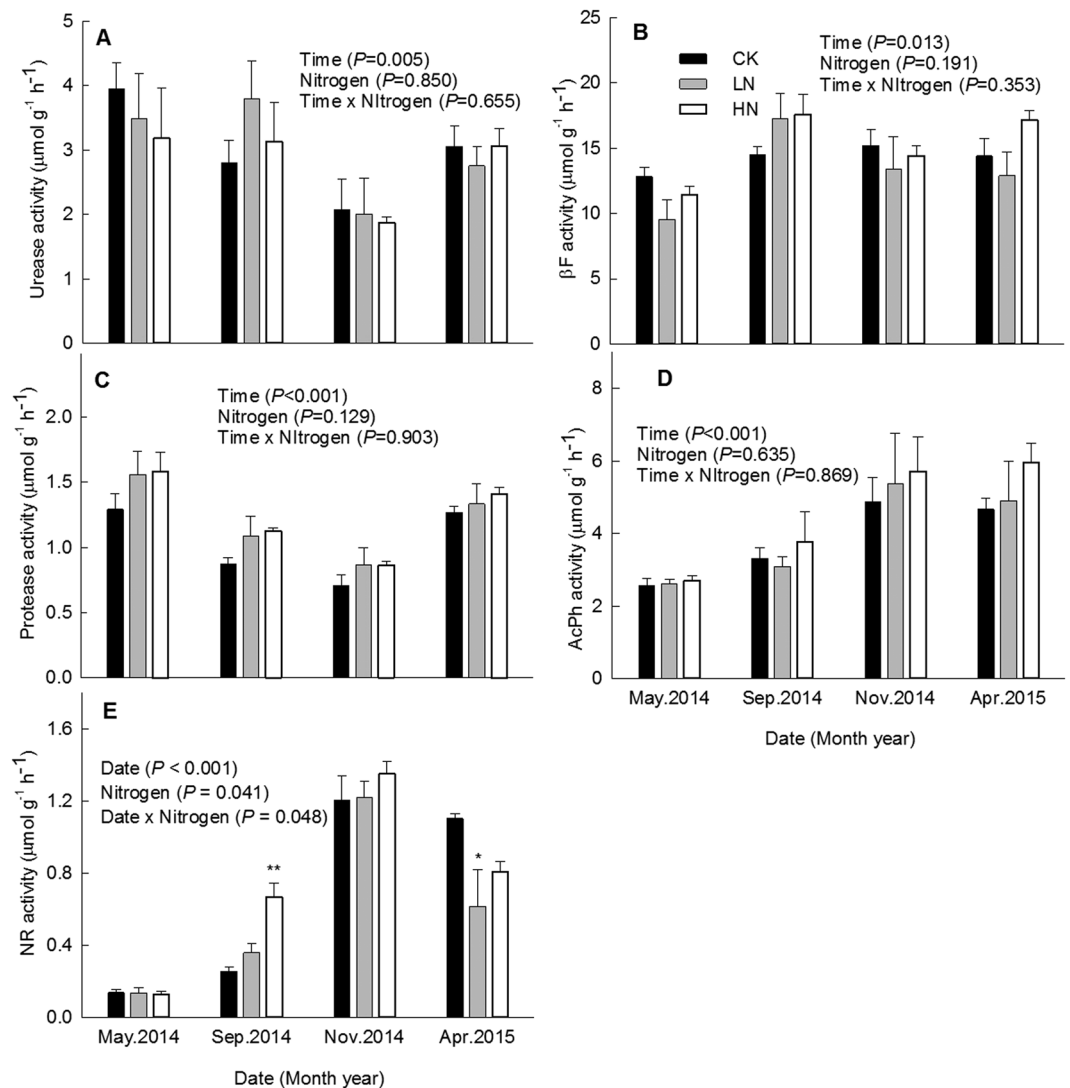 A
Time (P=0.005)
Nitrogen (P=0.850)
Time x NItrogen (P=0.655)
5
4
3
2
1
0
Urease activity (μmol g⁻¹ h⁻¹)
B
CK
LN
HN
Time (P=0.013)
Nitrogen (P=0.191)
Time x NItrogen (P=0.353)
25
20
15
10
5
0
βF activity (μmol g⁻¹ h⁻¹)
C
Time (P<0.001)
Nitrogen (P=0.129)
Time x NItrogen (P=0.903)
2.0
1.5
1.0
0.5
0.0
Protease activity (μmol g⁻¹ h⁻¹)
D
Time (P<0.001)
Nitrogen (P=0.635)
Time x NItrogen (P=0.869)
8
6
4
2
0
AcPh activity (μmol g⁻¹ h⁻¹)
May.2014 Sep.2014 Nov.2014 Apr.2015
Date (Month year)
E
Date (P < 0.001)
Nitrogen (P = 0.041)
Date x Nitrogen (P = 0.048)
**
*
1.6
1.2
0.8
0.4
0.0
NR activity (μmol g⁻¹ h⁻¹)
May.2014 Sep.2014 Nov.2014 Apr.2015
Date (Month year)